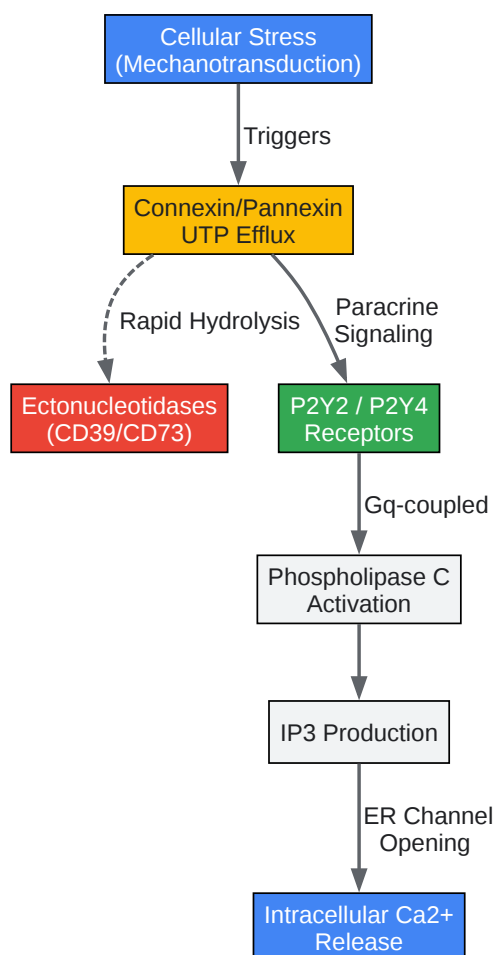 Cellular Stress
(Mechanotransduction)
Triggers
Connexin/Pannexin
UTP Efflux
Rapid Hydrolysis
Paracrine
Signaling
Ectonucleotidases
(CD39/CD73)
P2Y2 / P2Y4
Receptors
Gq-coupled
Phospholipase C
Activation
IP3 Production
ER Channel
Opening
Intracellular Ca2+
Release